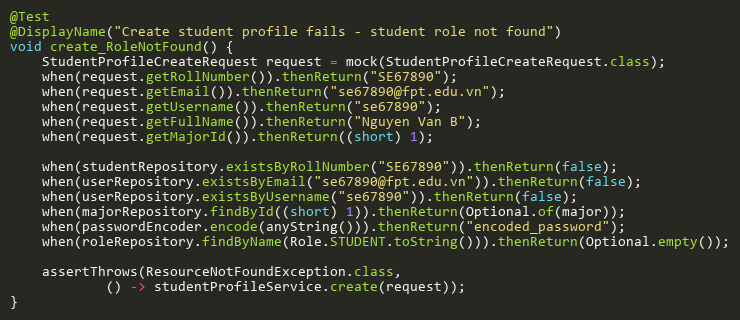 @Test
@DisplayName("Create student profile fails - student role not found")
void create_RoleNotFound() {
    StudentProfileCreateRequest request = mock(StudentProfileCreateRequest.class);
    when(request.getRollNumber()).thenReturn("SE67890");
    when(request.getEmail()).thenReturn("se67890@fpt.edu.vn");
    when(request.getUsername()).thenReturn("se67890");
    when(request.getFullName()).thenReturn("Nguyen Van B");
    when(request.getMajorId()).thenReturn((short) 1);

    when(studentRepository.existsByRollNumber("SE67890")).thenReturn(false);
    when(userRepository.existsByEmail("se67890@fpt.edu.vn")).thenReturn(false);
    when(userRepository.existsByUsername("se67890")).thenReturn(false);
    when(majorRepository.findById((short) 1)).thenReturn(Optional.of(major));
    when(passwordEncoder.encode(anyString())).thenReturn("encoded_password");
    when(roleRepository.findByName(Role.STUDENT.toString())).thenReturn(Optional.empty());

    assertThrows(ResourceNotFoundException.class,
            () -> studentProfileService.create(request));
}